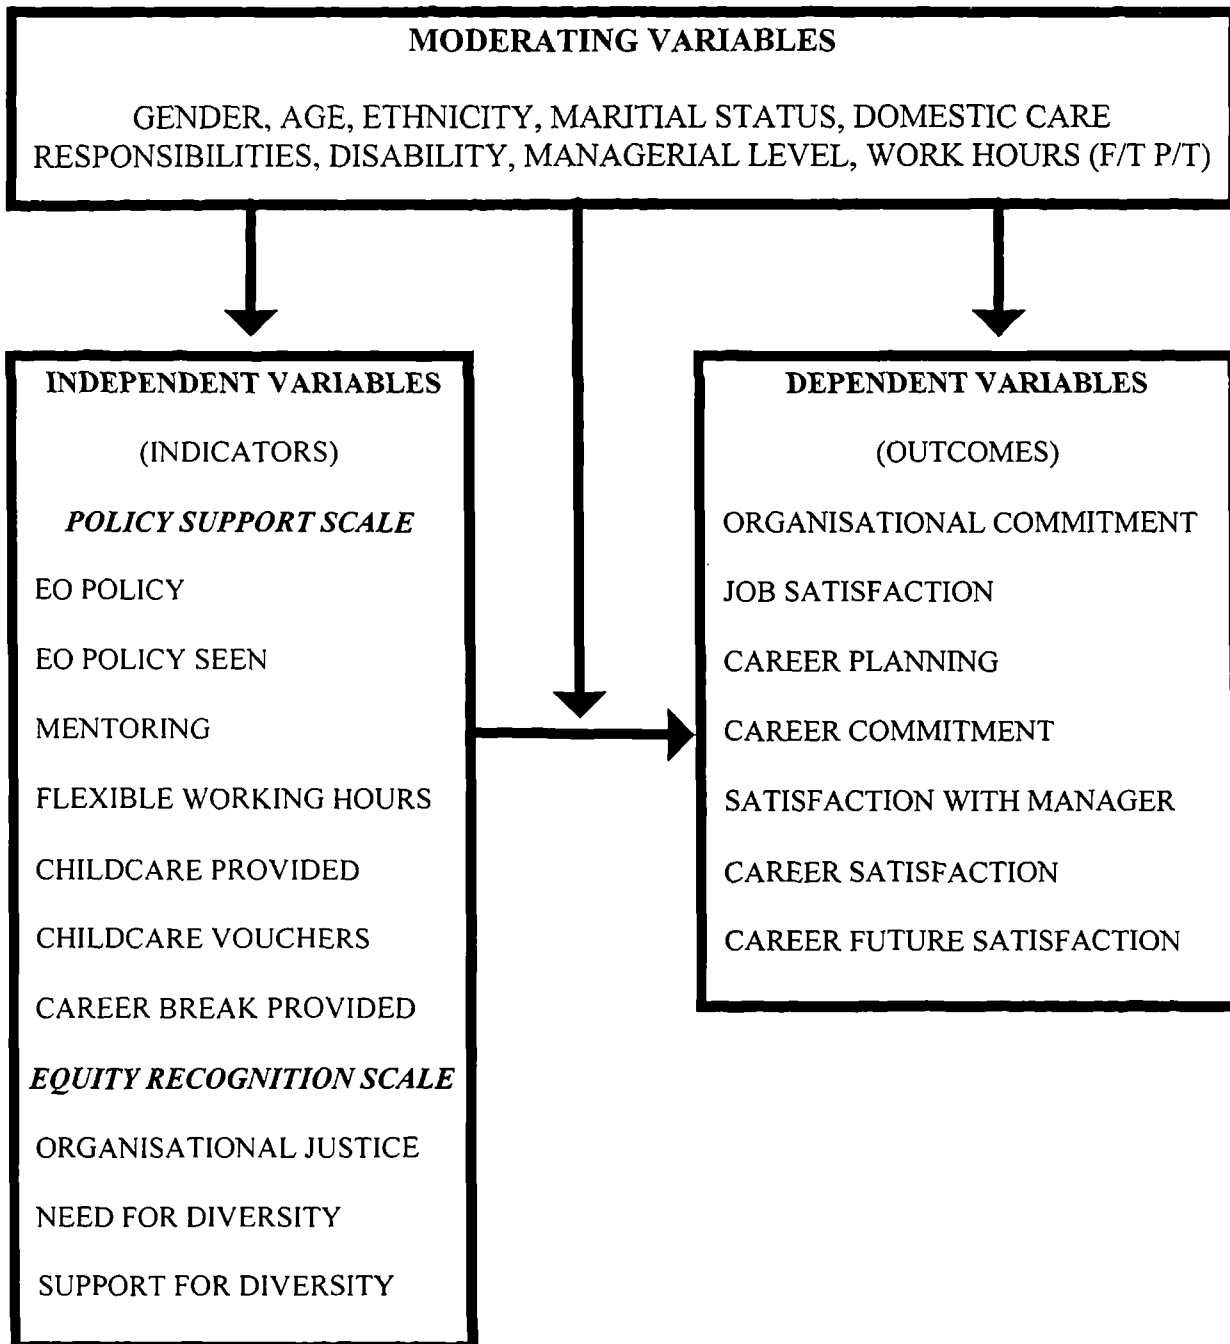 MODERATING VARIABLES
GENDER, AGE, ETHNICITY, MARITIAL STATUS, DOMESTIC CARE
RESPONSIBILITIES, DISABILITY, MANAGERIAL LEVEL, WORK HOURS (F/T P/T)
INDEPENDENT VARIABLES
(INDICATORS)
POLICY SUPPORT SCALE
EO POLICY
EO POLICY SEEN
MENTORING
FLEXIBLE WORKING HOURS
CHILDCARE PROVIDED
CHILDCARE VOUCHERS
CAREER BREAK PROVIDED
EQUITY RECOGNITION SCALE
ORGANISATIONAL JUSTICE
NEED FOR DIVERSITY
SUPPORT FOR DIVERSITY
DEPENDENT VARIABLES
(OUTCOMES)
ORGANISATIONAL COMMITMENT
JOB SATISFACTION
CAREER PLANNING
CAREER COMMITMENT
SATISFACTION WITH MANAGER
CAREER SATISFACTION
CAREER FUTURE SATISFACTION